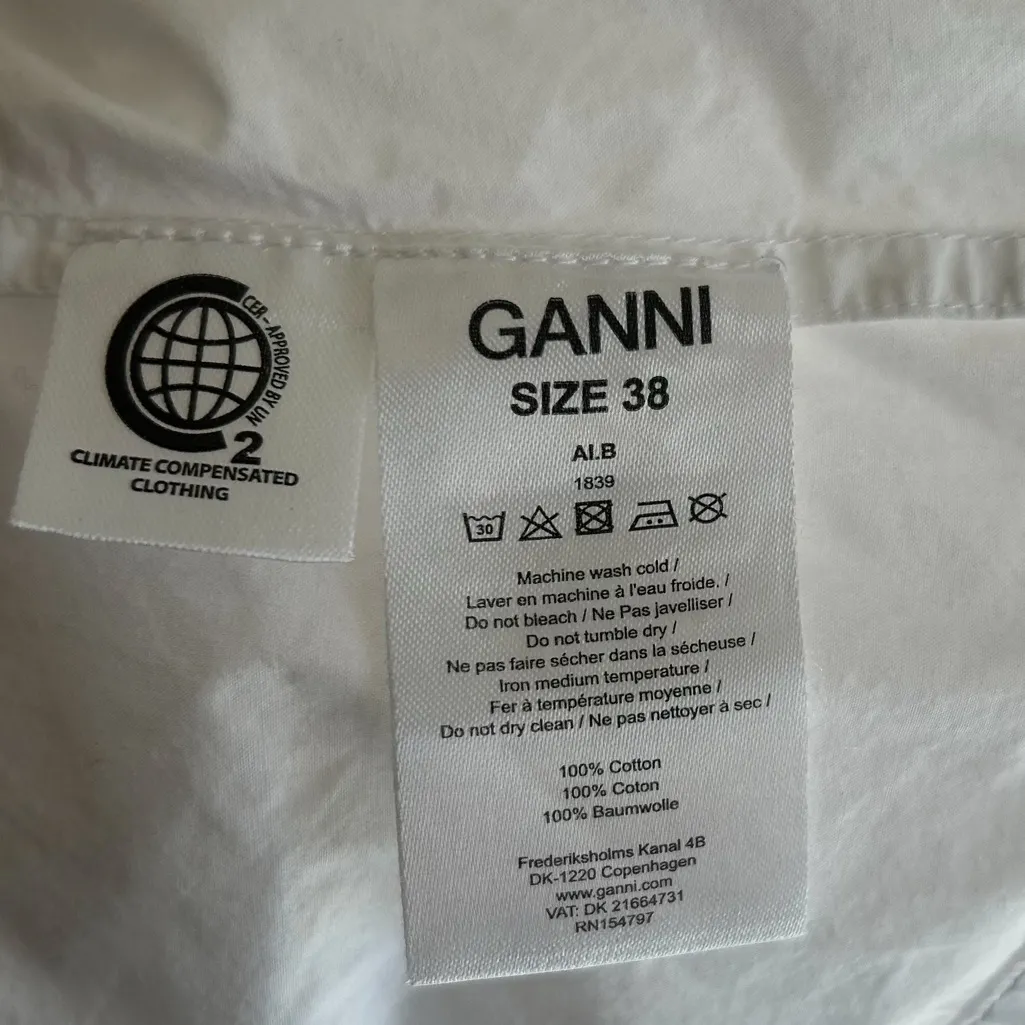 CER - APPROVED BY UN
2
CLIMATE COMPENSATED
CLOTHING
GANNI
SIZE 38
AI.B
1839
30
Machine wash cold /
Laver en machine à l'eau froide. /
Do not bleach / Ne Pas javelliser /
Do not tumble dry /
Ne pas faire sécher dans la sécheuse /
Iron medium temperature /
Fer à température moyenne /
Do not dry clean / Ne pas nettoyer à sec /
100% Cotton
100% Coton
100% Baumwolle
Frederiksholms Kanal 4B
DK-1220 Copenhagen
www.ganni.com
VAT: DK 21664731
RN154797